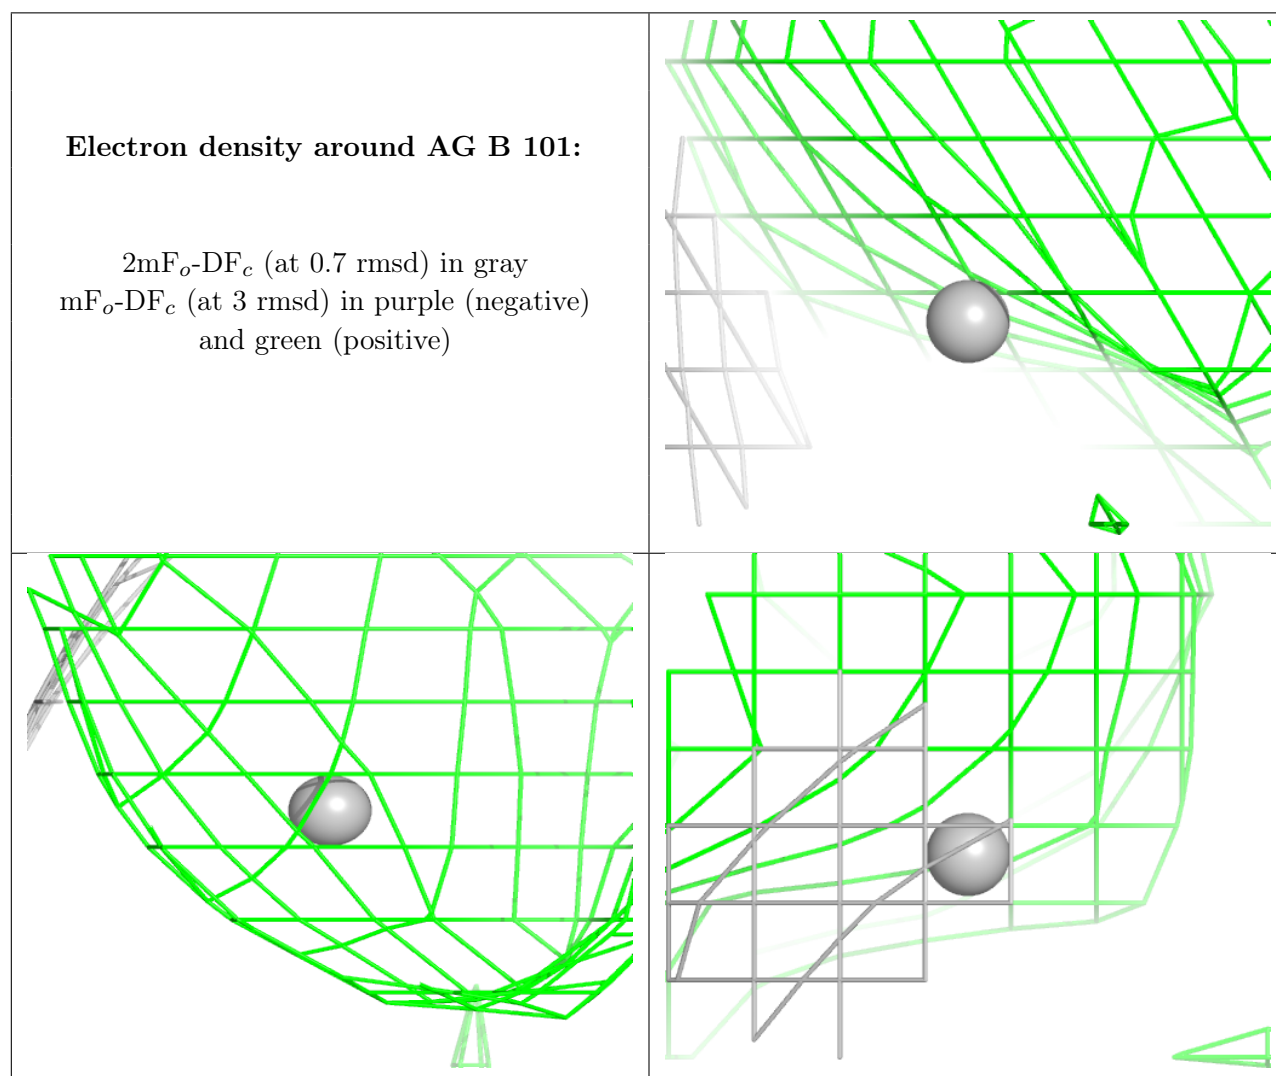 Electron density around AG B 101:
2mFo-DFc (at 0.7 rmsd) in gray
mFo-DFc (at 3 rmsd) in purple (negative)
and green (positive)